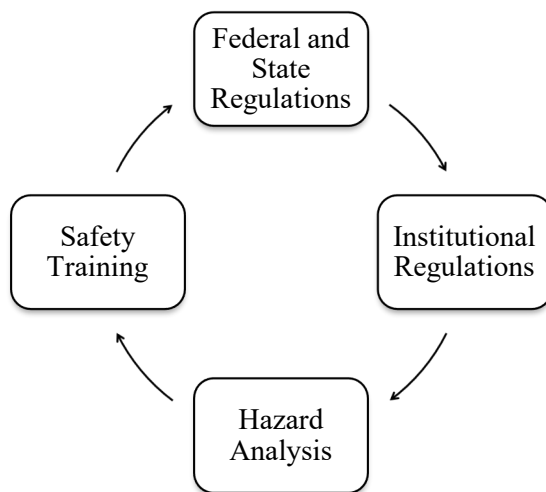 Federal and
State
Regulations
Institutional
Regulations
Hazard
Analysis
Safety
Training